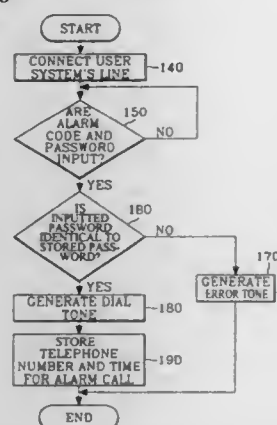 START
CONNECT USER
SYSTEM'S LINE
140
ARE
ALARM
CODE AND
PASSWORD
INPUT?
150
NO
YES
IS
INPUTTED
PASSWORD
IDENTICAL TO
STORED PASS-
WORD?
180
NO
YES
170
GENERATE
ERROR TONE
GENERATE DIAL
TONE
180
STORE
TELEPHONE
NUMBER AND TIME
FOR ALARM CALL
190
END